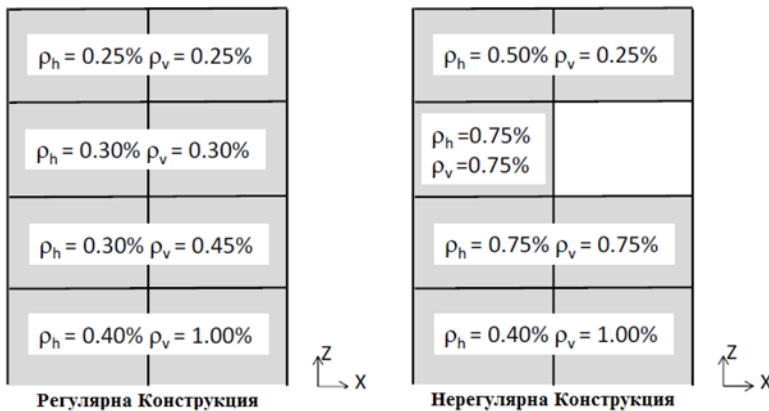 ρh = 0.25% ρv = 0.25%
ρh = 0.30% ρv = 0.30%
ρh = 0.30% ρv = 0.45%
ρh = 0.40% ρv = 1.00%
Z
X
Регулярна Конструкция
ρh = 0.50% ρv = 0.25%
ρh =0.75%
ρv =0.75%
ρh = 0.75% ρv = 0.75%
ρh = 0.40% ρv = 1.00%
Z
X
Нерегулярна Конструкция